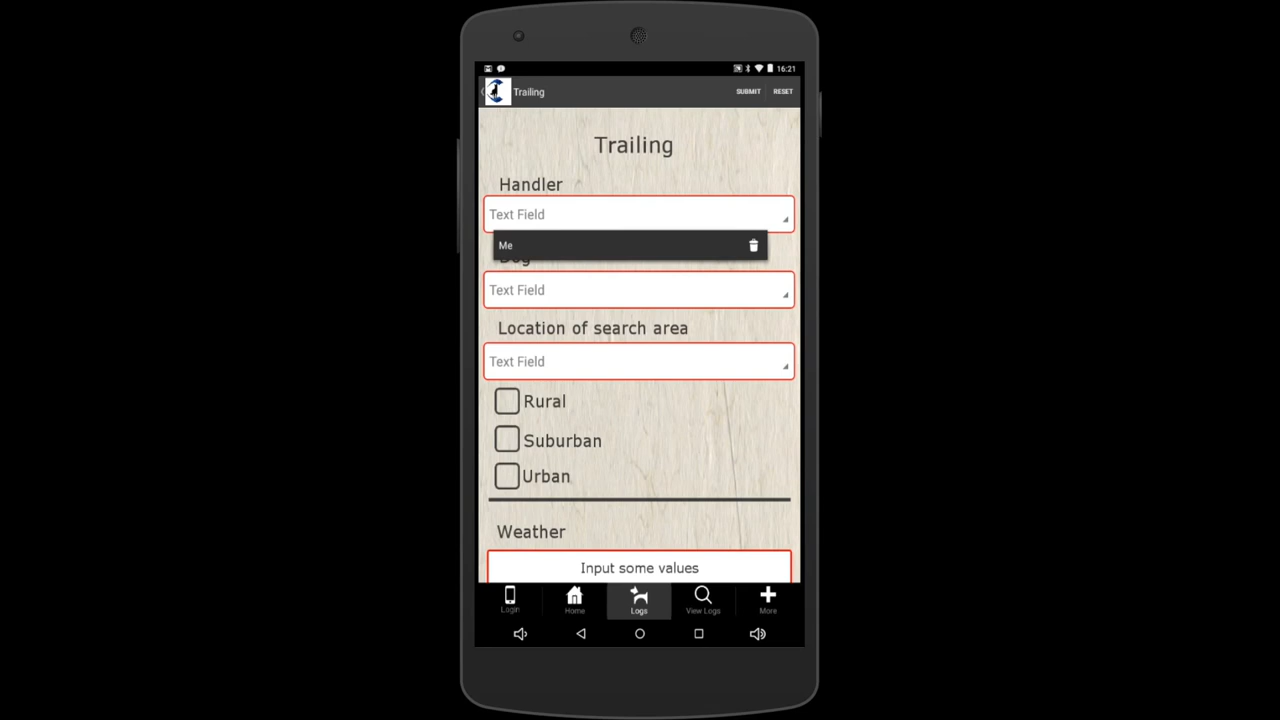 16:21
Trailing
SUBMIT
RESET
Trailing
Handler
Text Field
Me
Dog
Text Field
Location of search area
Text Field
Rural
Suburban
Urban
Weather
Input some values
Login
Home
Logs
View Logs
More